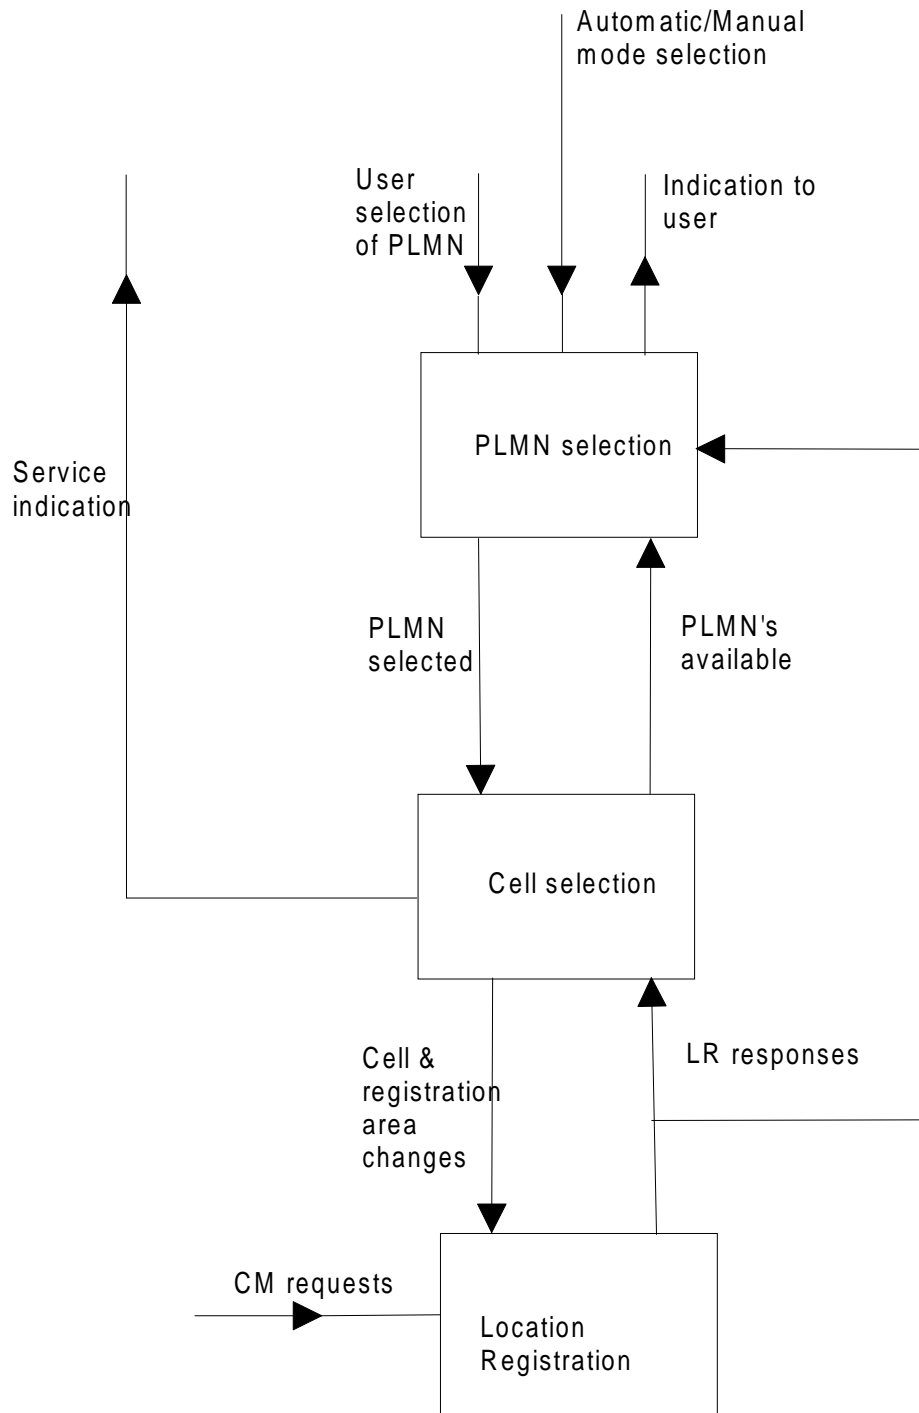 Automatic/Manual
mode selection
User
selection
of PLMN
Indication to
user
PLMN selection
Service
indication
PLMN
selected
PLMN's
available
Cell selection
Cell &
registration
area
changes
LR responses
CM requests
Location
Registration